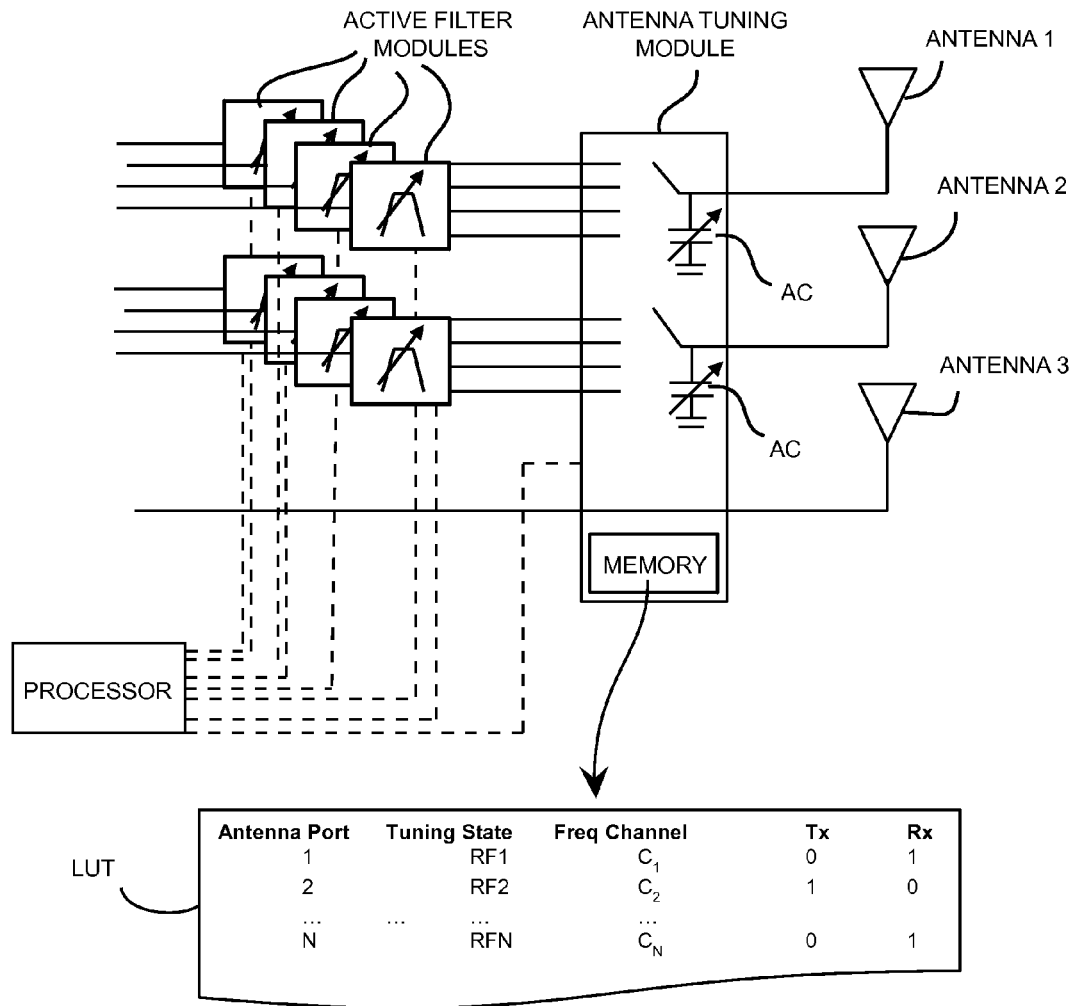 ACTIVE FILTER
MODULES
ANTENNA TUNING
MODULE
ANTENNA 1
ANTENNA 2
AC
ANTENNA 3
AC
MEMORY
PROCESSOR
LUT
Antenna Port Tuning State Freq Channel Tx Rx
1 RF1 C₁ 0 1
2 RF2 C₂ 1 0
... ... ... ...
N RFN C_N 0 1